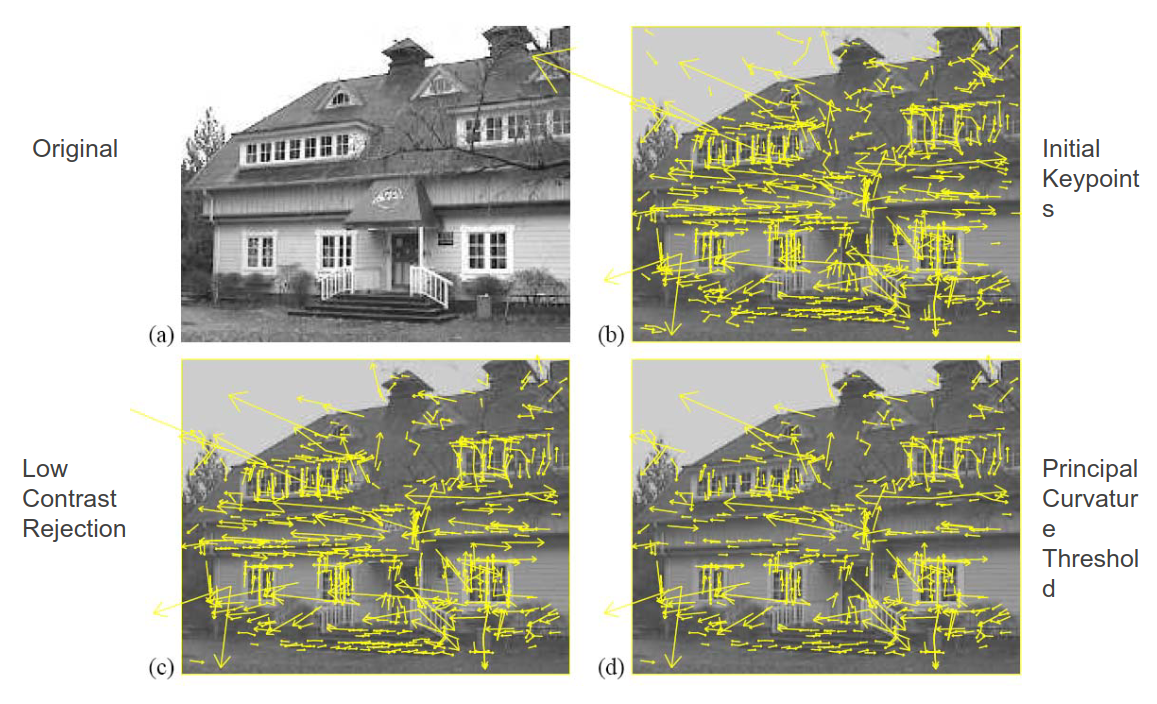 Original
Initial
Keypoint
s
(a)
(b)
Low
Contrast
Rejection
Principal
Curvatur
e
Threshol
d
(c)
(d)